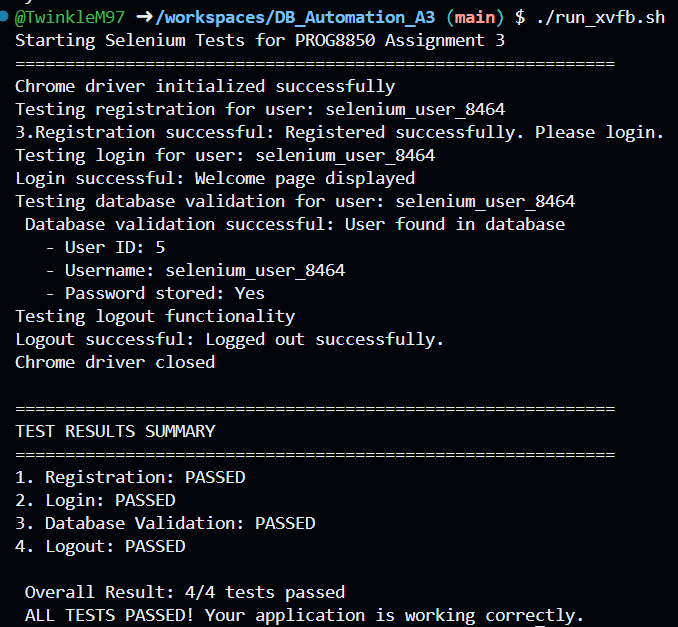 y
@TwinkleM97 ➜/workspaces/DB_Automation_A3 (main) $ ./run_xvfb.sh
Starting Selenium Tests for PROG8850 Assignment 3
============================================================
Chrome driver initialized successfully
Testing registration for user: selenium_user_8464
3.Registration successful: Registered successfully. Please login.
Testing login for user: selenium_user_8464
Login successful: Welcome page displayed
Testing database validation for user: selenium_user_8464
 Database validation successful: User found in database
   - User ID: 5
   - Username: selenium_user_8464
   - Password stored: Yes
Testing logout functionality
Logout successful: Logged out successfully.
Chrome driver closed

============================================================
TEST RESULTS SUMMARY
============================================================
1. Registration: PASSED
2. Login: PASSED
3. Database Validation: PASSED
4. Logout: PASSED

 Overall Result: 4/4 tests passed
 ALL TESTS PASSED! Your application is working correctly.